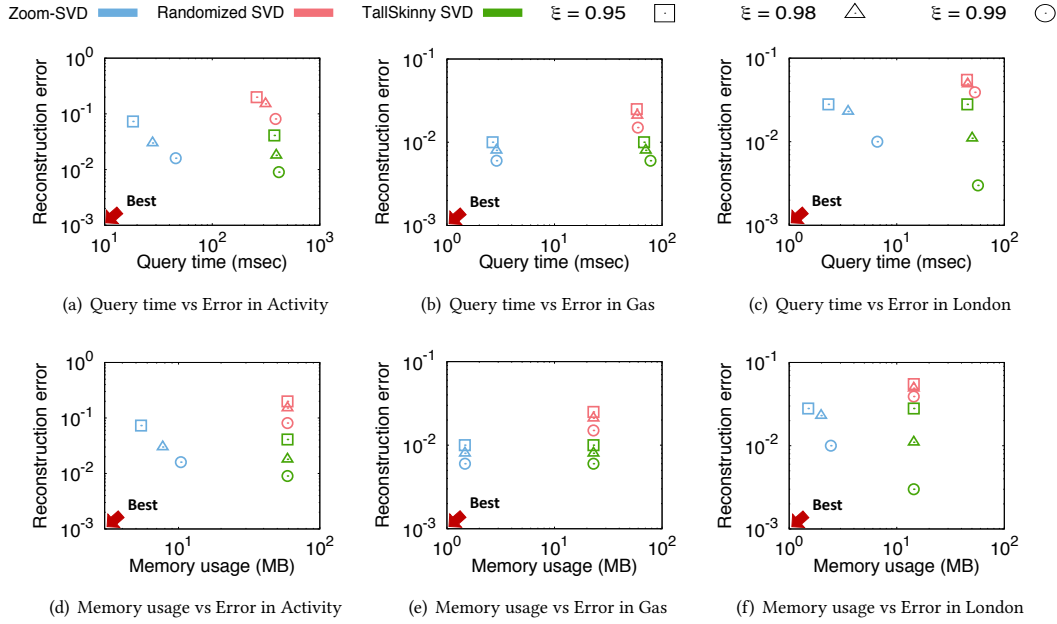 Zoom-SVD Randomized SVD TallSkinny SVD ξ = 0.95 ξ = 0.98 ξ = 0.99
Reconstruction error
10^0
10^-1
10^-2
10^-3
Best
10^1 10^2 10^3
Query time (msec)
(a) Query time vs Error in Activity
Reconstruction error
10^-1
10^-2
10^-3
Best
10^0 10^1 10^2
Query time (msec)
(b) Query time vs Error in Gas
Reconstruction error
10^-1
10^-2
10^-3
Best
10^0 10^1 10^2
Query time (msec)
(c) Query time vs Error in London
Reconstruction error
10^0
10^-1
10^-2
10^-3
Best
10^1 10^2
Memory usage (MB)
(d) Memory usage vs Error in Activity
Reconstruction error
10^-1
10^-2
10^-3
Best
10^0 10^1 10^2
Memory usage (MB)
(e) Memory usage vs Error in Gas
Reconstruction error
10^-1
10^-2
10^-3
Best
10^0 10^1 10^2
Memory usage (MB)
(f) Memory usage vs Error in London